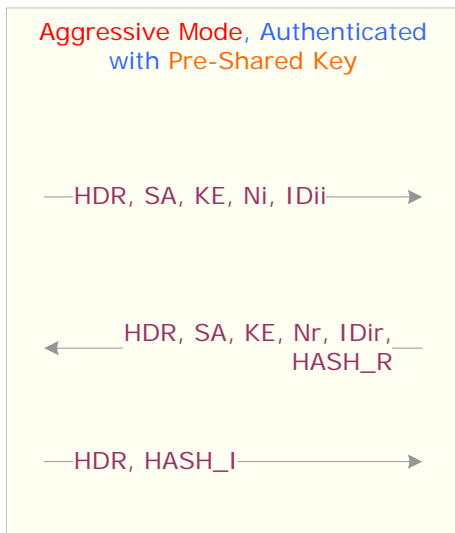 Aggressive Mode, Authenticated
with Pre-Shared Key
HDR, SA, KE, Ni, IDii
HDR, SA, KE, Nr, IDir,
HASH_R
HDR, HASH_I